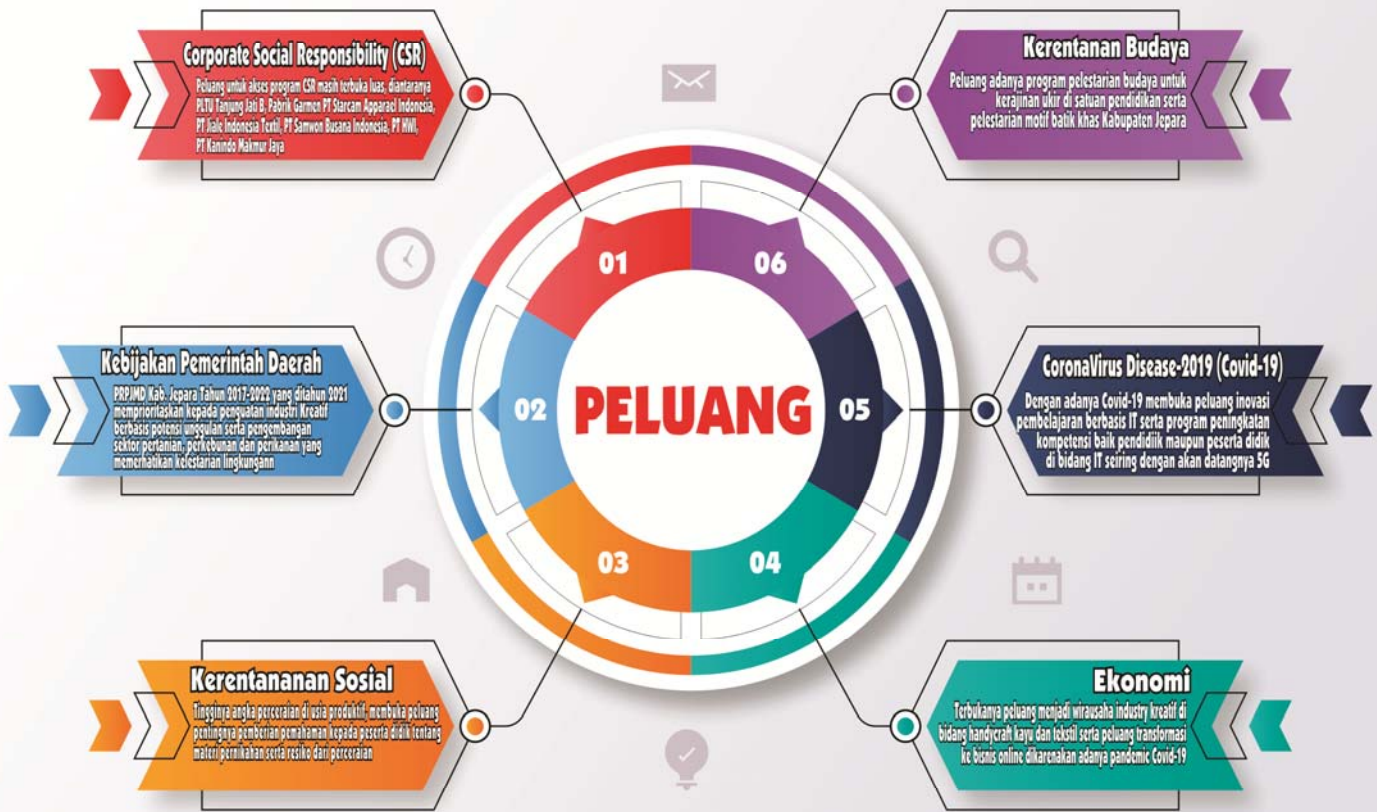 Corporate Social Responsibility (CSR)
Peluang untuk akses program CSR masih terbuka luas, diantaranya
PLTU Tanjung Jati B, Pabrik Garmen PT Starcam Apparael Indonesia,
PT Jiale Indonesia Textil, PT Samwon Busana Indonesia, PT HWI,
PT Kanindo Makmur Jaya
01
Kebijakan Pemerintah Daerah
PRPJMD Kab. Jepara Tahun 2017-2022 yang ditahun 2021
memprioritaskan kepada penguatan industri Kreatif
berbasis potensi unggulan serta pengembangan
sektor pertanian, perkebunan dan perikanan yang
memerhatikan kelestarian lingkungann
02
Kerentananan Sosial
Tingginya angka perceraian di usia produktif, membuka peluang
pentingnya pemberian pemahaman kepada peserta didik tentang
materi pernikahan serta resiko dari perceraian
03
PELUANG
Ekonomi
Terbukanya peluang menjadi wirausaha industry kreatif di
bidang handycraft kayu dan tekstil serta peluang transformasi
ke bisnis online dikarenakan adanya pandemic Covid-19
04
CoronaVirus Disease-2019 (Covid-19)
Dengan adanya Covid-19 membuka peluang inovasi
pembelajaran berbasis IT serta program peningkatan
kompetensi baik pendidiik maupun peserta didik
di bidang IT seiring dengan akan datangnya 5G
05
Kerentanan Budaya
Peluang adanya program pelestarian budaya untuk
kerajinan ukir di satuan pendidikan serta
pelestarian motif batik khas Kabupaten Jepara
06